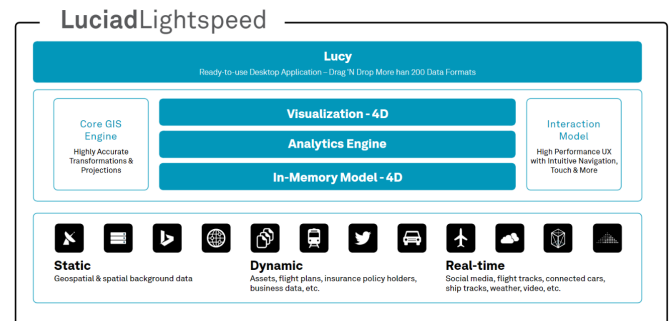 LuciadLightspeed
Lucy
Ready-to-use Desktop Application – Drag 'N Drop More han 200 Data Formats
Core GIS
Engine
Highly Accurate
Transformations &
Projections
Visualization - 4D
Analytics Engine
In-Memory Model - 4D
Interaction
Model
High Performance UX
with Intuitive Navigation,
Touch & More
Static
Geospatial & spatial background data
Dynamic
Assets, flight plans, insurance policy holders,
business data, etc.
Real-time
Social media, flight tracks, connected cars,
ship tracks, weather, video, etc.